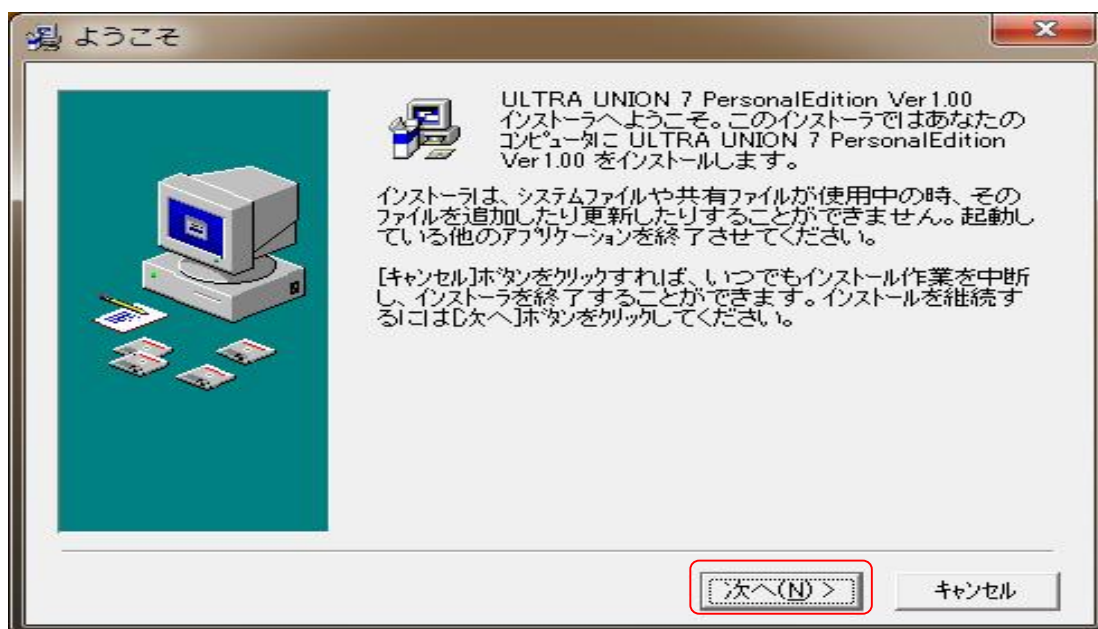 ようこそ
ULTRA UNION 7 PersonalEdition Ver1.00
インストーラへようこそ。このインストーラではあなたの
コンピュータに ULTRA UNION 7 PersonalEdition
Ver1.00 をインストールします。
インストーラは、システムファイルや共有ファイルが使用中の時、その
ファイルを追加したり更新したりすることができません。起動し
ている他のアプリケーションを終了させてください。
[キャンセル]ボタンをクリックすれば、いつでもインストール作業を中断
し、インストーラを終了することができます。インストールを継続す
るには[次へ]ボタンをクリックしてください。
次へ(N) >
キャンセル